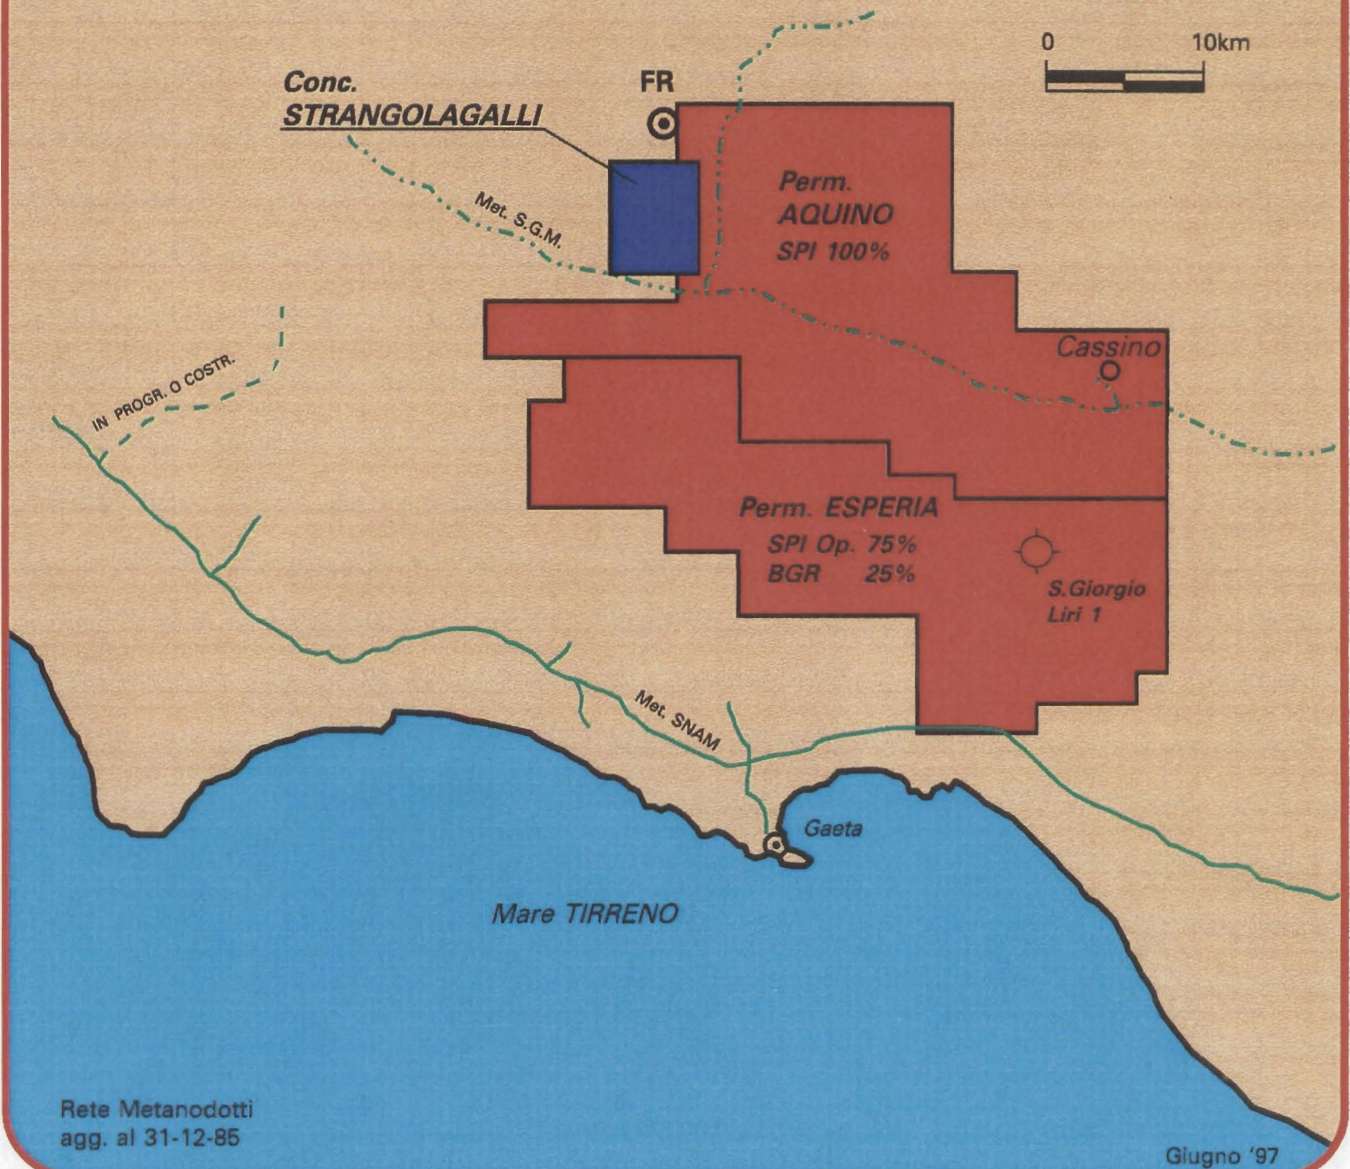 0 10km
Conc.
STRANGOLAGALLI
FR
Perm.
AQUINO
SPI 100%
Met. S.G.M.
Cassino
IN PROGR. O COSTR.
Perm. ESPERIA
SPI Op. 75%
BGR 25%
S.Giorgio
Liri 1
Met. SNAM
Gaeta
Mare TIRRENO
Rete Metanodotti
agg. al 31-12-85
Giugno '97